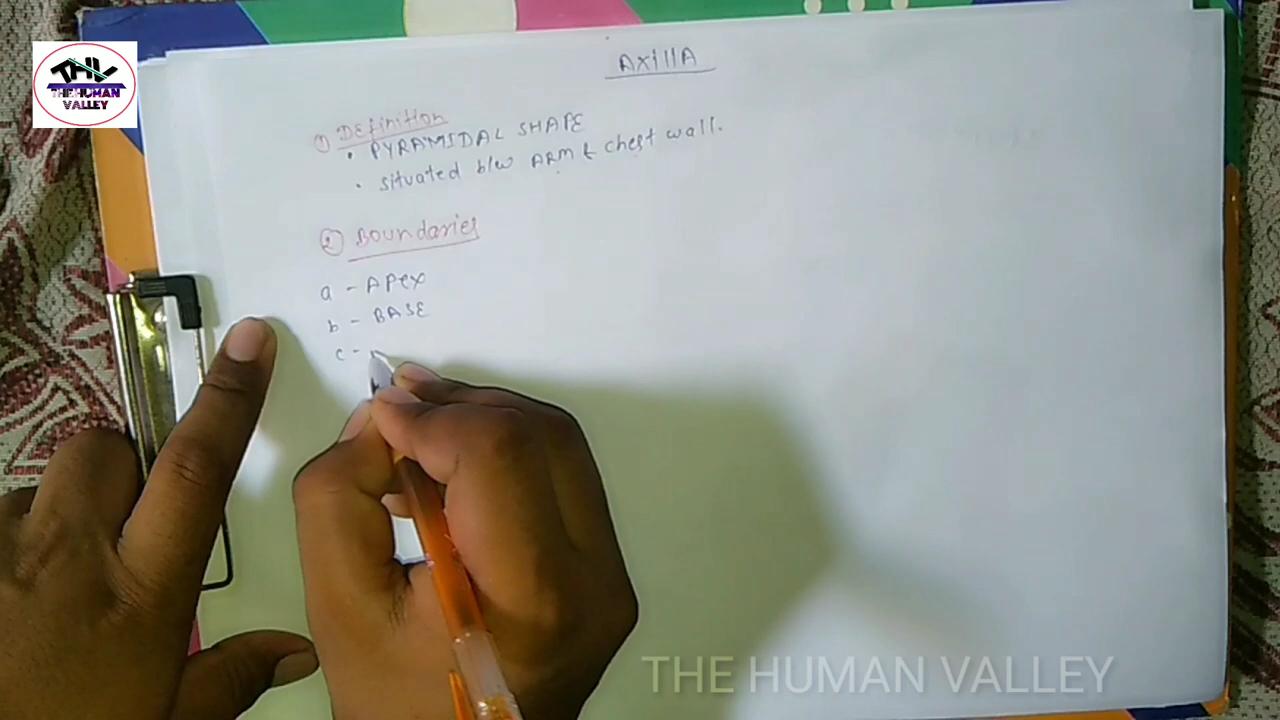 THV
THE HUMAN
VALLEY
AxillA
① Definition
• PYRAMIDAL SHAPE
• situated b/w ARM & chest wall.
② Boundaries
a - APex
b - BASE
c -
THE HUMAN VALLEY